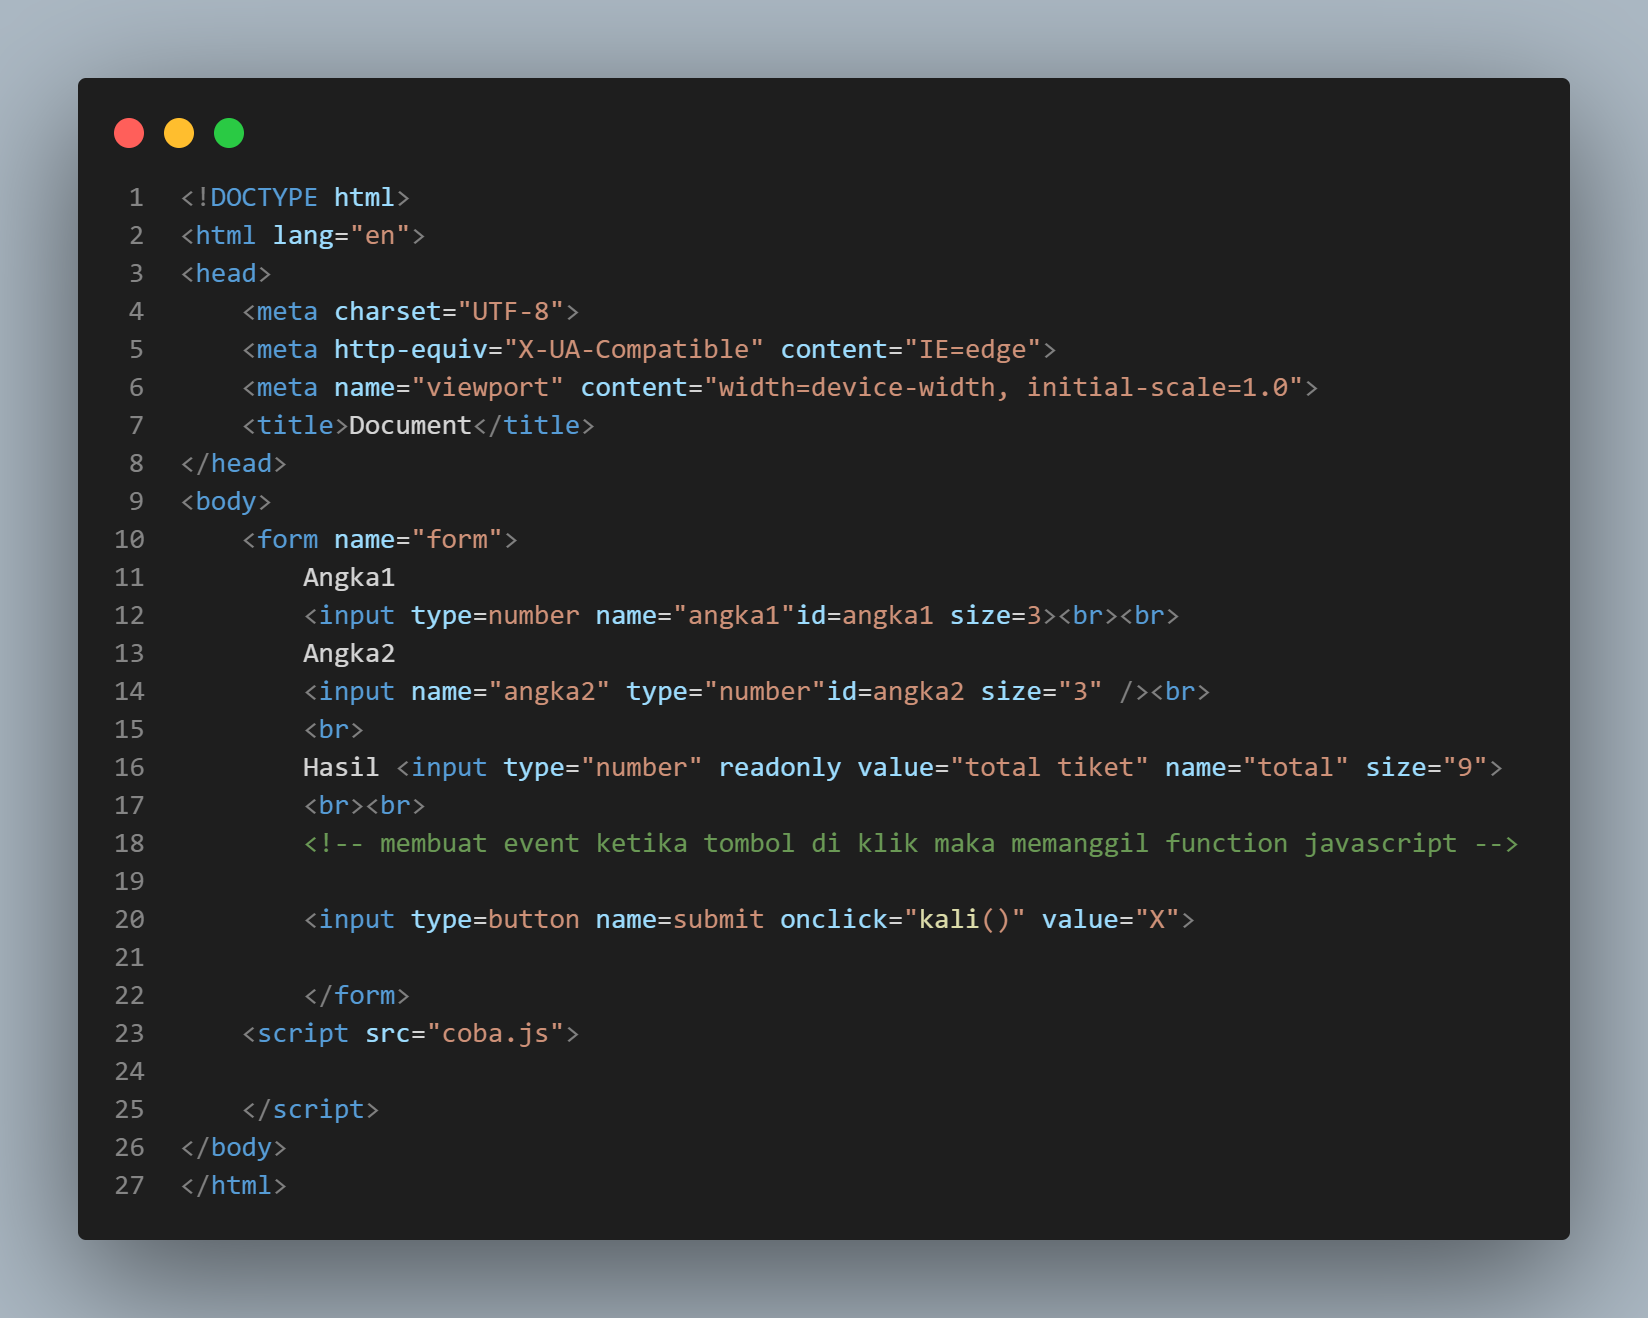 1 <!DOCTYPE html>
2 <html lang="en">
3 <head>
4     <meta charset="UTF-8">
5     <meta http-equiv="X-UA-Compatible" content="IE=edge">
6     <meta name="viewport" content="width=device-width, initial-scale=1.0">
7     <title>Document</title>
8 </head>
9 <body>
10     <form name="form">
11         Angka1
12         <input type=number name="angka1"id=angka1 size=3><br><br>
13         Angka2
14         <input name="angka2" type="number"id=angka2 size="3" /><br>
15         <br>
16         Hasil <input type="number" readonly value="total tiket" name="total" size="9">
17         <br><br>
18         <!-- membuat event ketika tombol di klik maka memanggil function javascript -->
19
20         <input type=button name=submit onclick="kali()" value="X">
21
22         </form>
23     <script src="coba.js">
24
25     </script>
26 </body>
27 </html>